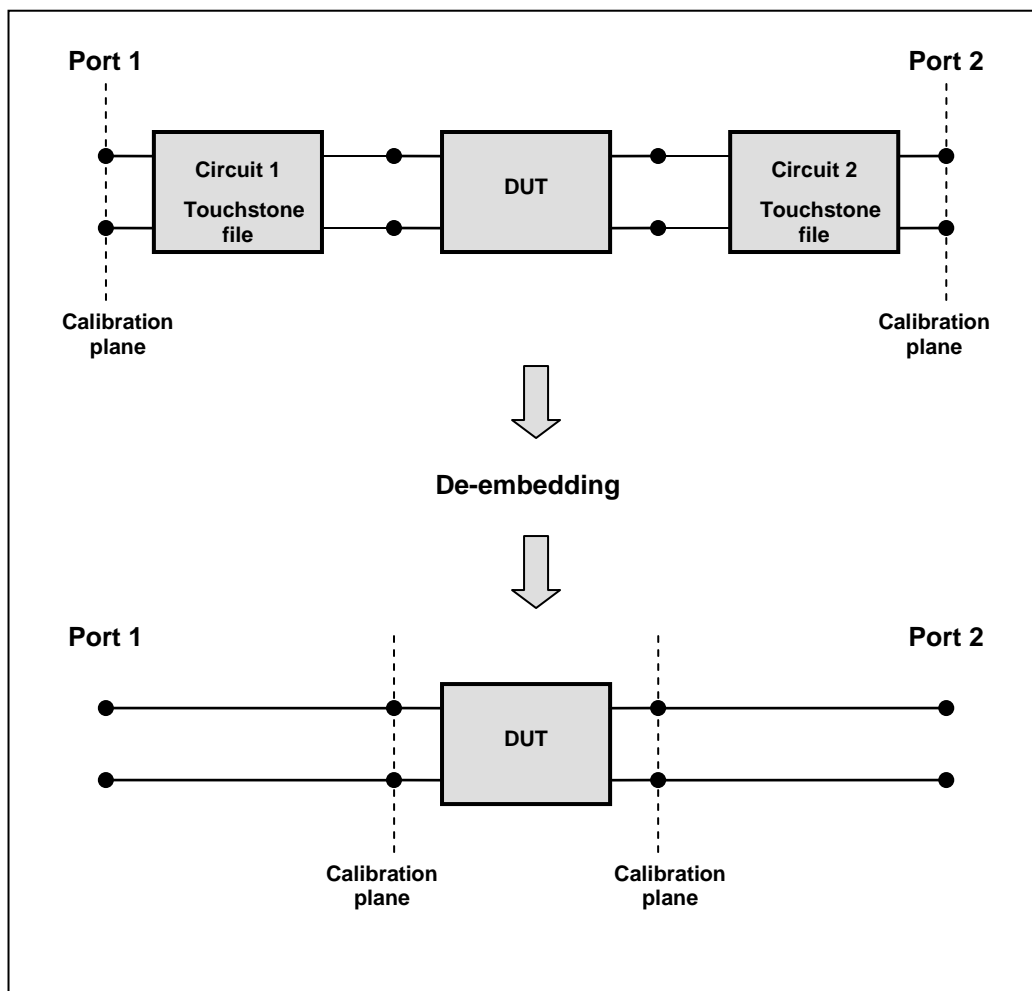 Port 1
Port 2
Circuit 1
Touchstone
file
DUT
Circuit 2
Touchstone
file
Calibration
plane
Calibration
plane
De-embedding
Port 1
Port 2
DUT
Calibration
plane
Calibration
plane